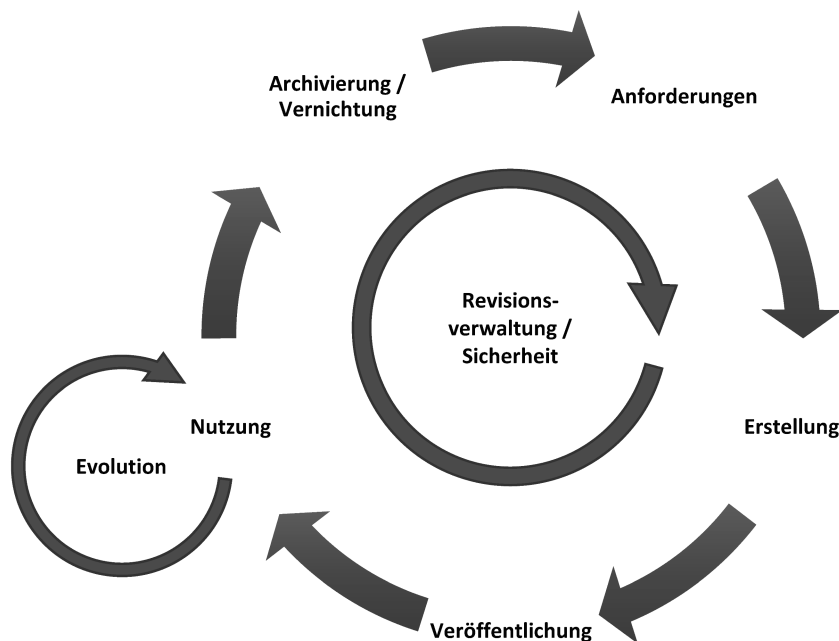 Archivierung /
Vernichtung
Anforderungen
Revisions-
verwaltung /
Sicherheit
Nutzung
Erstellung
Evolution
Veröffentlichung